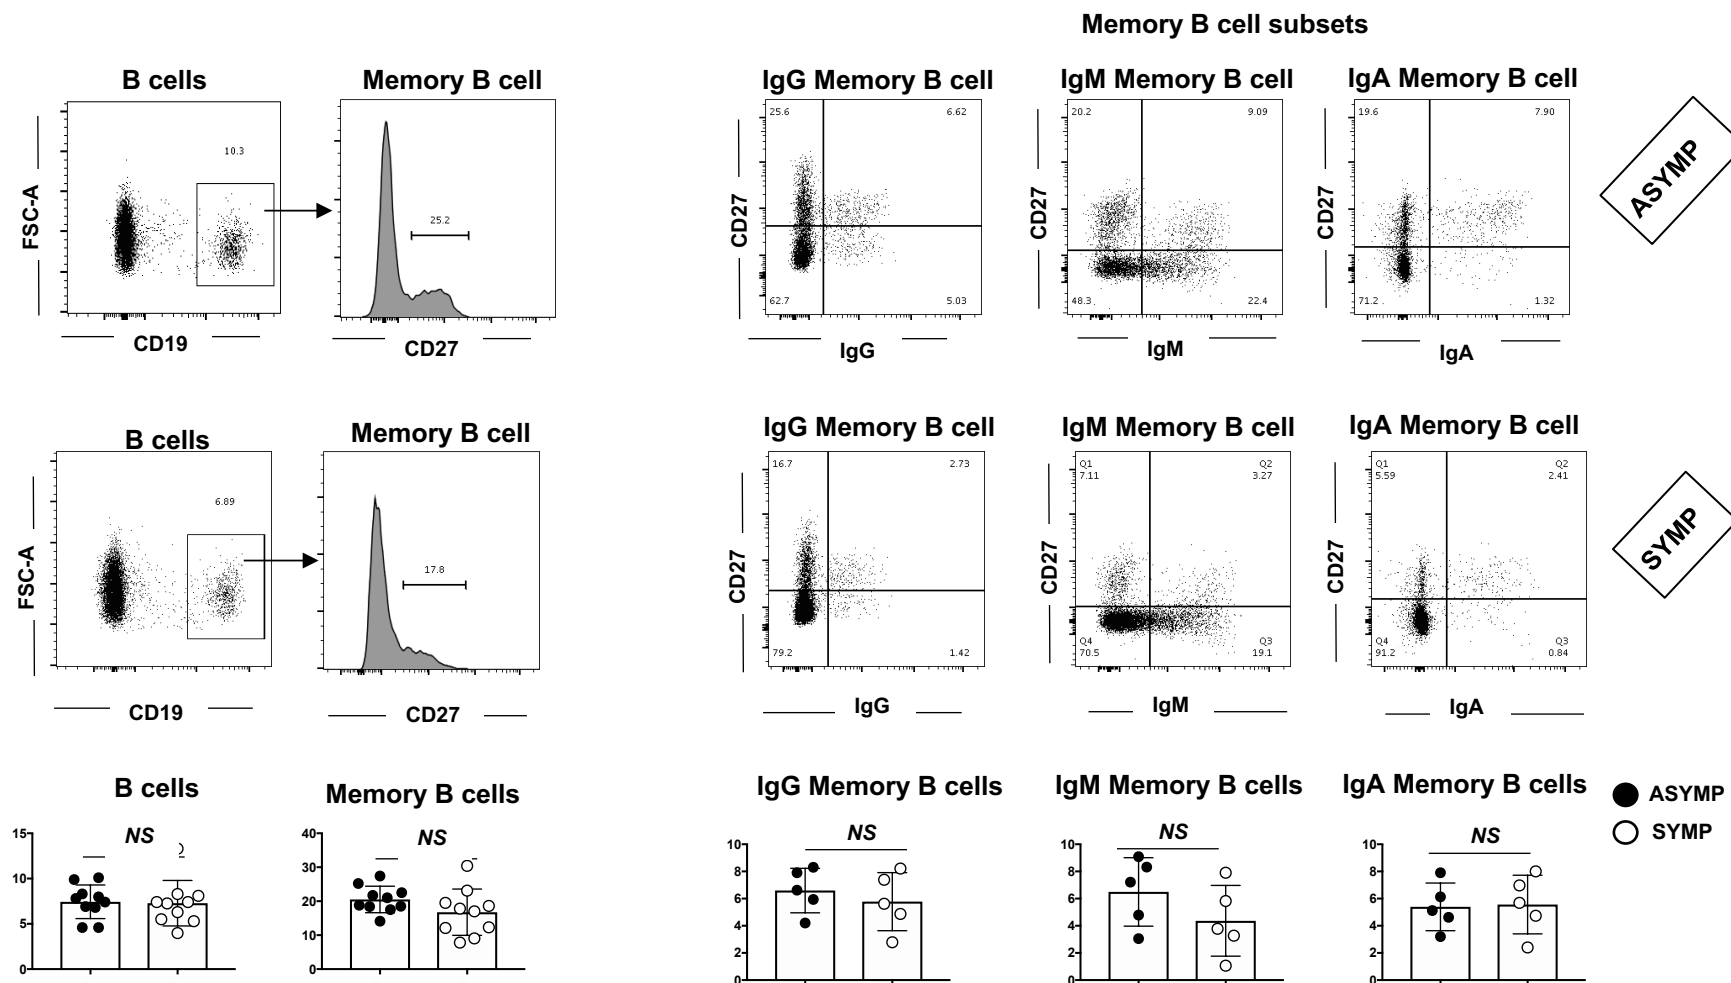 Memory B cell subsets
B cells
Memory B cell
IgG Memory B cell
IgM Memory B cell
IgA Memory B cell
FSC-A
10.3
CD19
25.2
CD27
CD27
25.6
6.62
62.7
5.03
IgG
CD27
20.2
9.09
48.3
22.4
IgM
CD27
19.6
7.90
71.2
1.32
IgA
ASYMP
B cells
Memory B cell
IgG Memory B cell
IgM Memory B cell
IgA Memory B cell
FSC-A
6.89
CD19
17.8
CD27
CD27
16.7
2.73
79.2
1.42
IgG
CD27
Q1
7.11
Q2
3.27
Q4
70.5
Q3
19.1
IgM
CD27
Q1
5.59
Q2
2.41
Q4
91.2
Q3
0.84
IgA
SYMP
B cells
NS
15
10
5
0
Memory B cells
NS
40
30
20
10
0
IgG Memory B cells
NS
10
8
6
4
2
0
IgM Memory B cells
NS
10
8
6
4
2
0
IgA Memory B cells
NS
10
8
6
4
2
0
ASYMP
SYMP